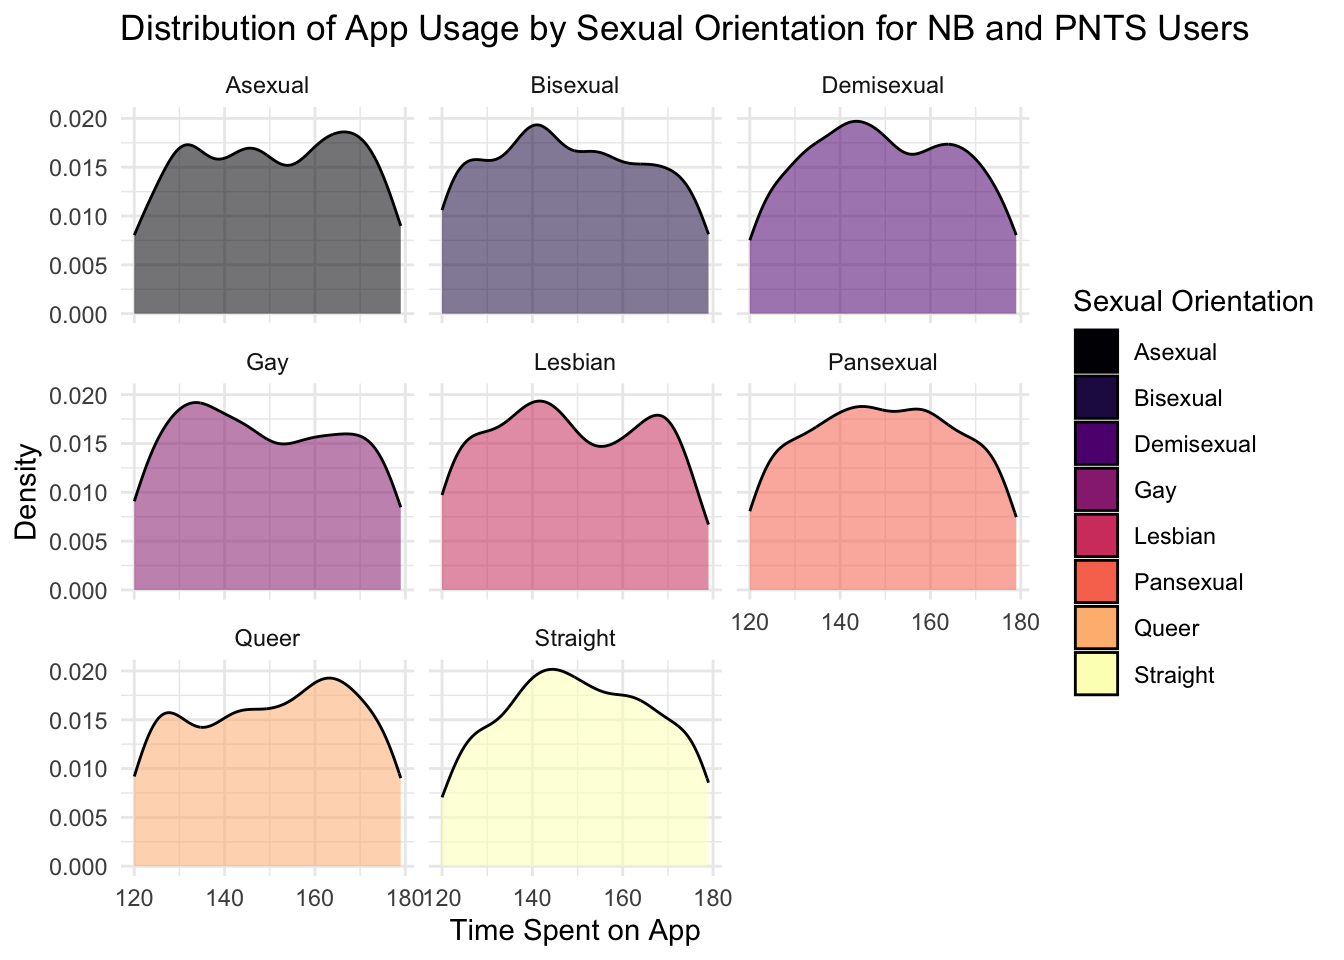 Distribution of App Usage by Sexual Orientation for NB and PNTS Users
Asexual
Bisexual
Demisexual
0.020
0.015
0.010
0.005
0.000
Gay
Lesbian
Pansexual
0.020
0.015
0.010
0.005
0.000
120 140 160 180
Queer
Straight
0.020
0.015
0.010
0.005
0.000
120 140 160 180
120 140 160 180
Density
Time Spent on App
Sexual Orientation
Asexual
Bisexual
Demisexual
Gay
Lesbian
Pansexual
Queer
Straight